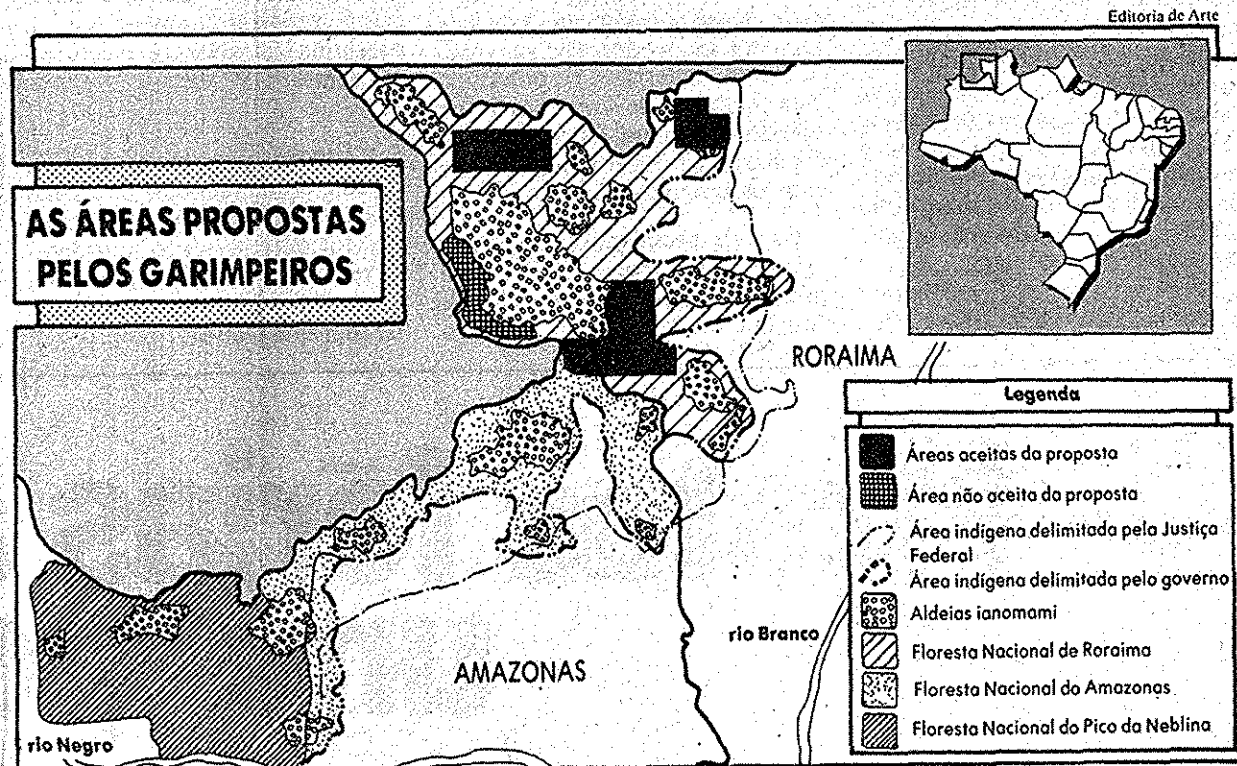 Editoria de Arte
AS ÁREAS PROPOSTAS
PELOS GARIMPEIROS
RORAIMA
Legenda
Áreas aceitas da proposta
Área não aceita da proposta
Área indígena delimitada pela Justiça
Federal
Área indígena delimitada pelo governo
Aldeias ianomami
Floresta Nacional de Roraima
Floresta Nacional do Amazonas
Floresta Nacional do Pico da Neblina
rio Branco
AMAZONAS
rio Negro